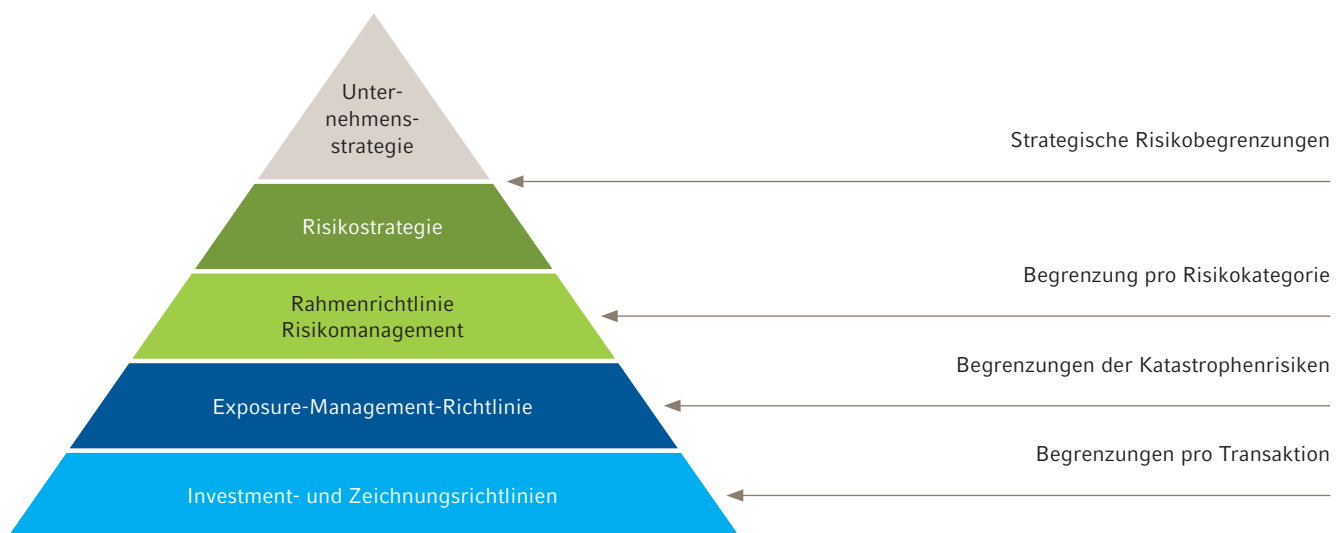 Unter-
nehmens-
strategie
Strategische Risikobegrenzungen
Risikostrategie
Begrenzung pro Risikokategorie
Rahmenrichtlinie
Risikomanagement
Begrenzungen der Katastrophenrisiken
Exposure-Management-Richtlinie
Begrenzungen pro Transaktion
Investment- und Zeichnungsrichtlinien